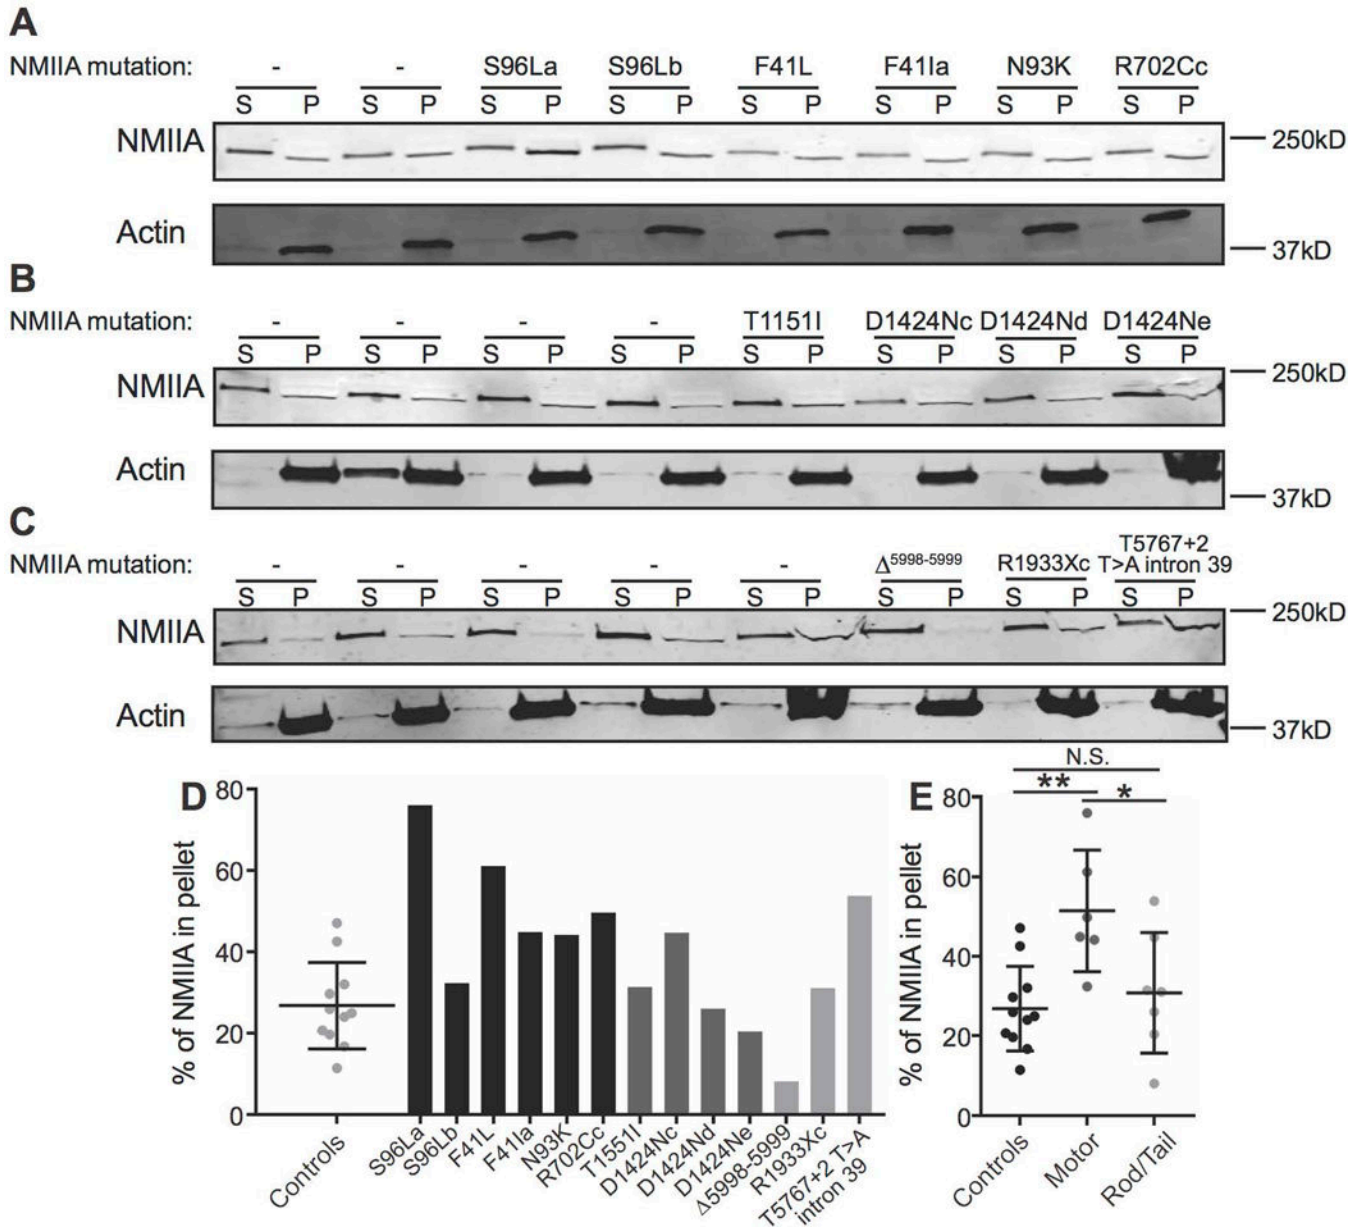 A
NMIIA mutation: - - S96La S96Lb F41L F41Ia N93K R702Cc
S P S P S P S P S P S P S P S P
NMIIA 250kD
Actin 37kD
B
NMIIA mutation: - - - - T1151I D1424Nc D1424Nd D1424Ne
S P S P S P S P S P S P S P S P
NMIIA 250kD
Actin 37kD
C
NMIIA mutation: - - - - - Δ5998-5999 R1933Xc T5767+2 T>A intron 39
S P S P S P S P S P S P S P S P
NMIIA 250kD
Actin 37kD
D
% of NMIIA in pellet
80
60
40
20
0
Controls S96La S96Lb F41L F41Ia N93K R702Cc T1551I D1424Nc D1424Nd D1424Ne Δ5998-5999 R1933Xc T5767+2 T>A intron 39
E
N.S.
** *
% of NMIIA in pellet
80
60
40
20
0
Controls Motor Rod/Tail